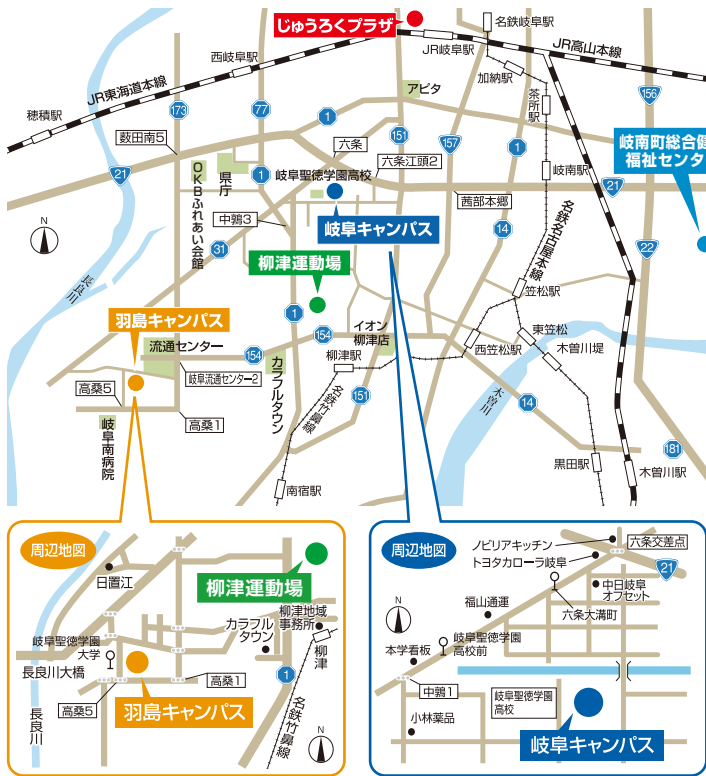 じゅうろくプラザ
名鉄岐阜駅
JR岐阜駅
JR高山本線
西岐阜駅
加納駅
JR東海道本線
穂積駅
アピタ
茶所駅
173
77
1
151
157
1
156
藪田南5
六条
六条江頭2
岐南駅
岐南町総合健
福祉センタ
21
県庁
OKBふれあい会館
岐阜聖徳学園高校
1
21
茜部本郷
N
中鶉3
岐阜キャンパス
14
名鉄名古屋本線
31
22
長良川
柳津運動場
笠松駅
羽島キャンパス
1
154
イオン
柳津店
東笠松
流通センター
154
西笠松駅
木曽川堤
岐阜流通センター2
カラフルタウン
柳津駅
高桑5
151
名鉄竹鼻線
木曽川
14
高桑1
岐阜南病院
181
黒田駅
木曽川駅
南宿駅
周辺地図
柳津運動場
日置江
柳津地域
事務所
カラフル
タウン
岐阜聖徳学園
大学
柳津
長良川大橋
高桑1
1
高桑5
羽島キャンパス
名鉄竹鼻線
長良川
N
周辺地図
ノビリアキッチン
六条交差点
トヨタカローラ岐阜
21
中日岐阜
オフセット
福山通運
六条大溝町
N
岐阜聖徳学園
高校前
本学看板
中鶉1
岐阜聖徳学園
高校
小林薬品
岐阜キャンパス